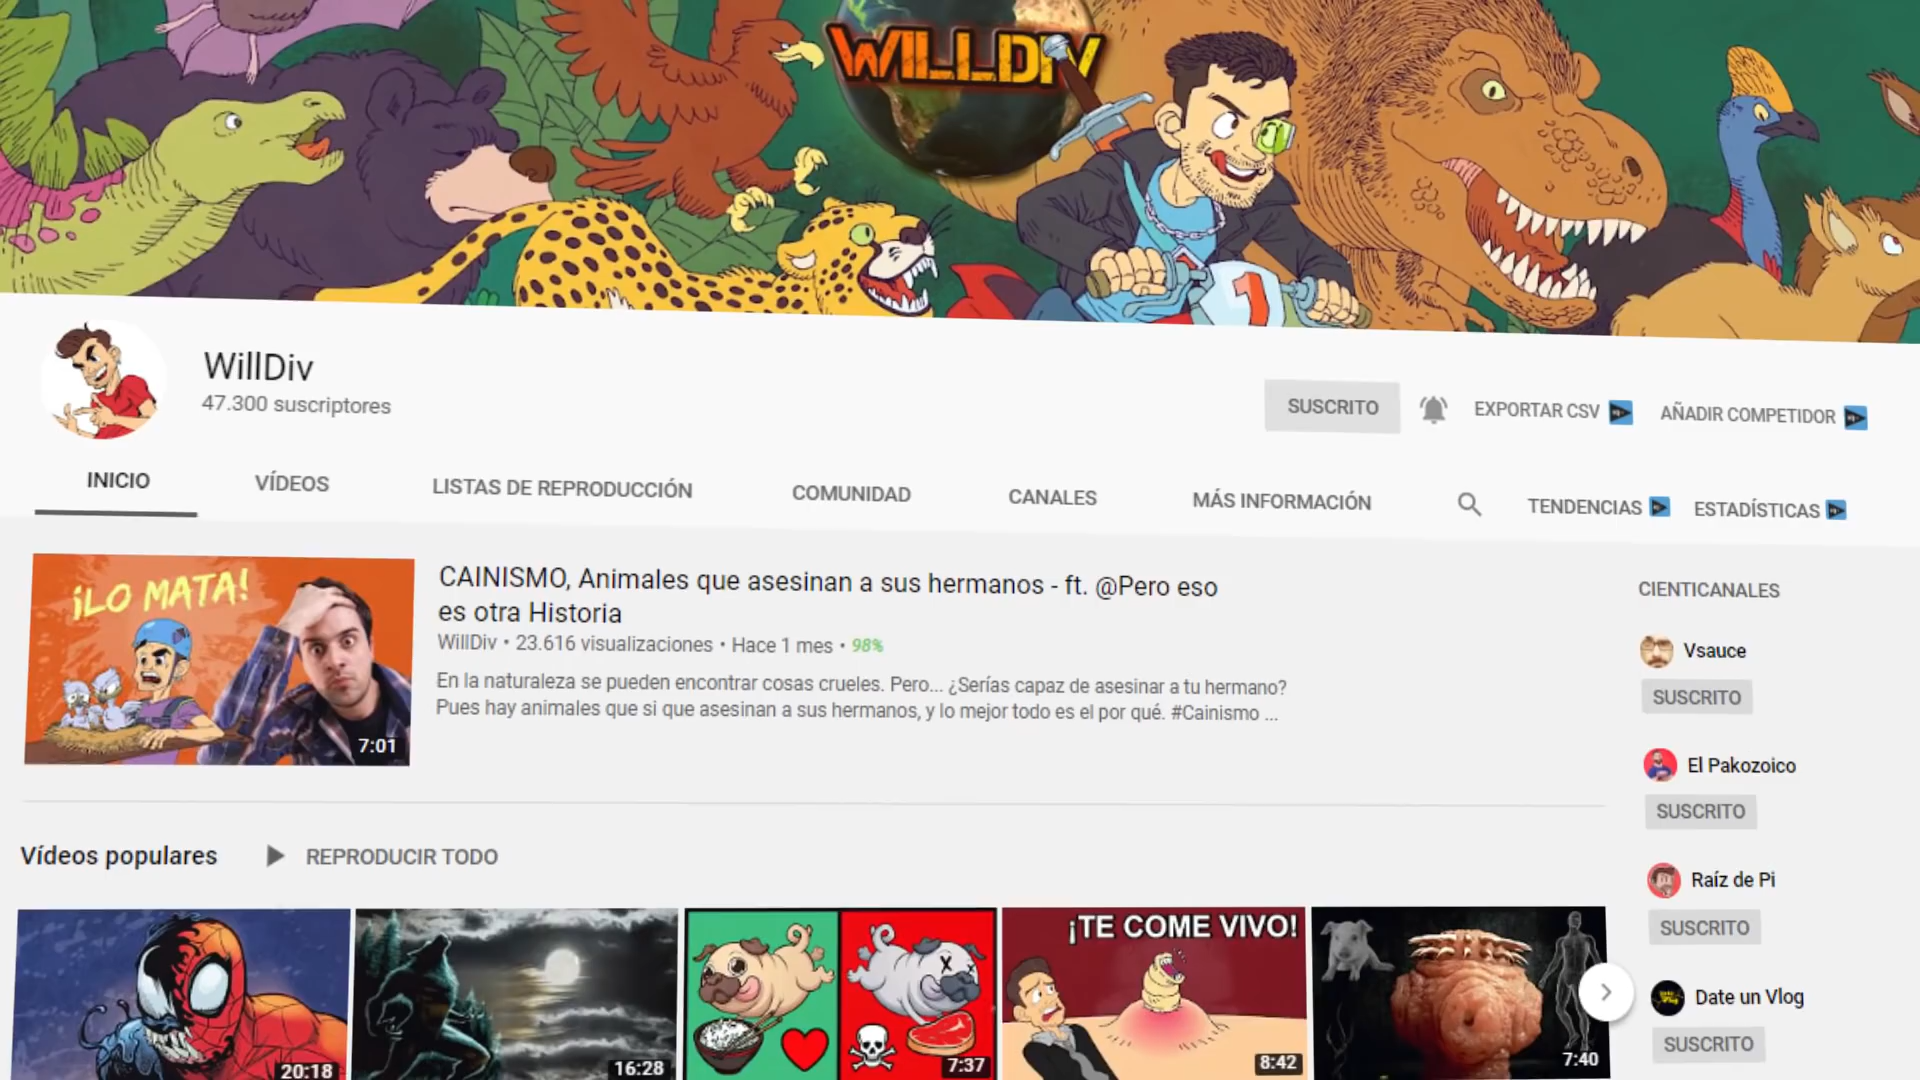 WILLDIV
WillDiv
47.300 suscriptores
SUSCRITO
EXPORTAR CSV
AÑADIR COMPETIDOR
INICIO
VÍDEOS
LISTAS DE REPRODUCCIÓN
COMUNIDAD
CANALES
MÁS INFORMACIÓN
TENDENCIAS
ESTADÍSTICAS
¡LO MATA!
7:01
CAINISMO, Animales que asesinan a sus hermanos - ft. @Pero eso
es otra Historia
WillDiv • 23.616 visualizaciones • Hace 1 mes • 98%
En la naturaleza se pueden encontrar cosas crueles. Pero... ¿Serías capaz de asesinar a tu hermano?
Pues hay animales que si que asesinan a sus hermanos, y lo mejor todo es el por qué. #Cainismo ...
CIENTICANALES
Vsauce
SUSCRITO
El Pakozoico
SUSCRITO
Raíz de Pi
SUSCRITO
Date un Vlog
SUSCRITO
Vídeos populares
REPRODUCIR TODO
20:18
16:28
7:37
¡TE COME VIVO!
8:42
7:40
1